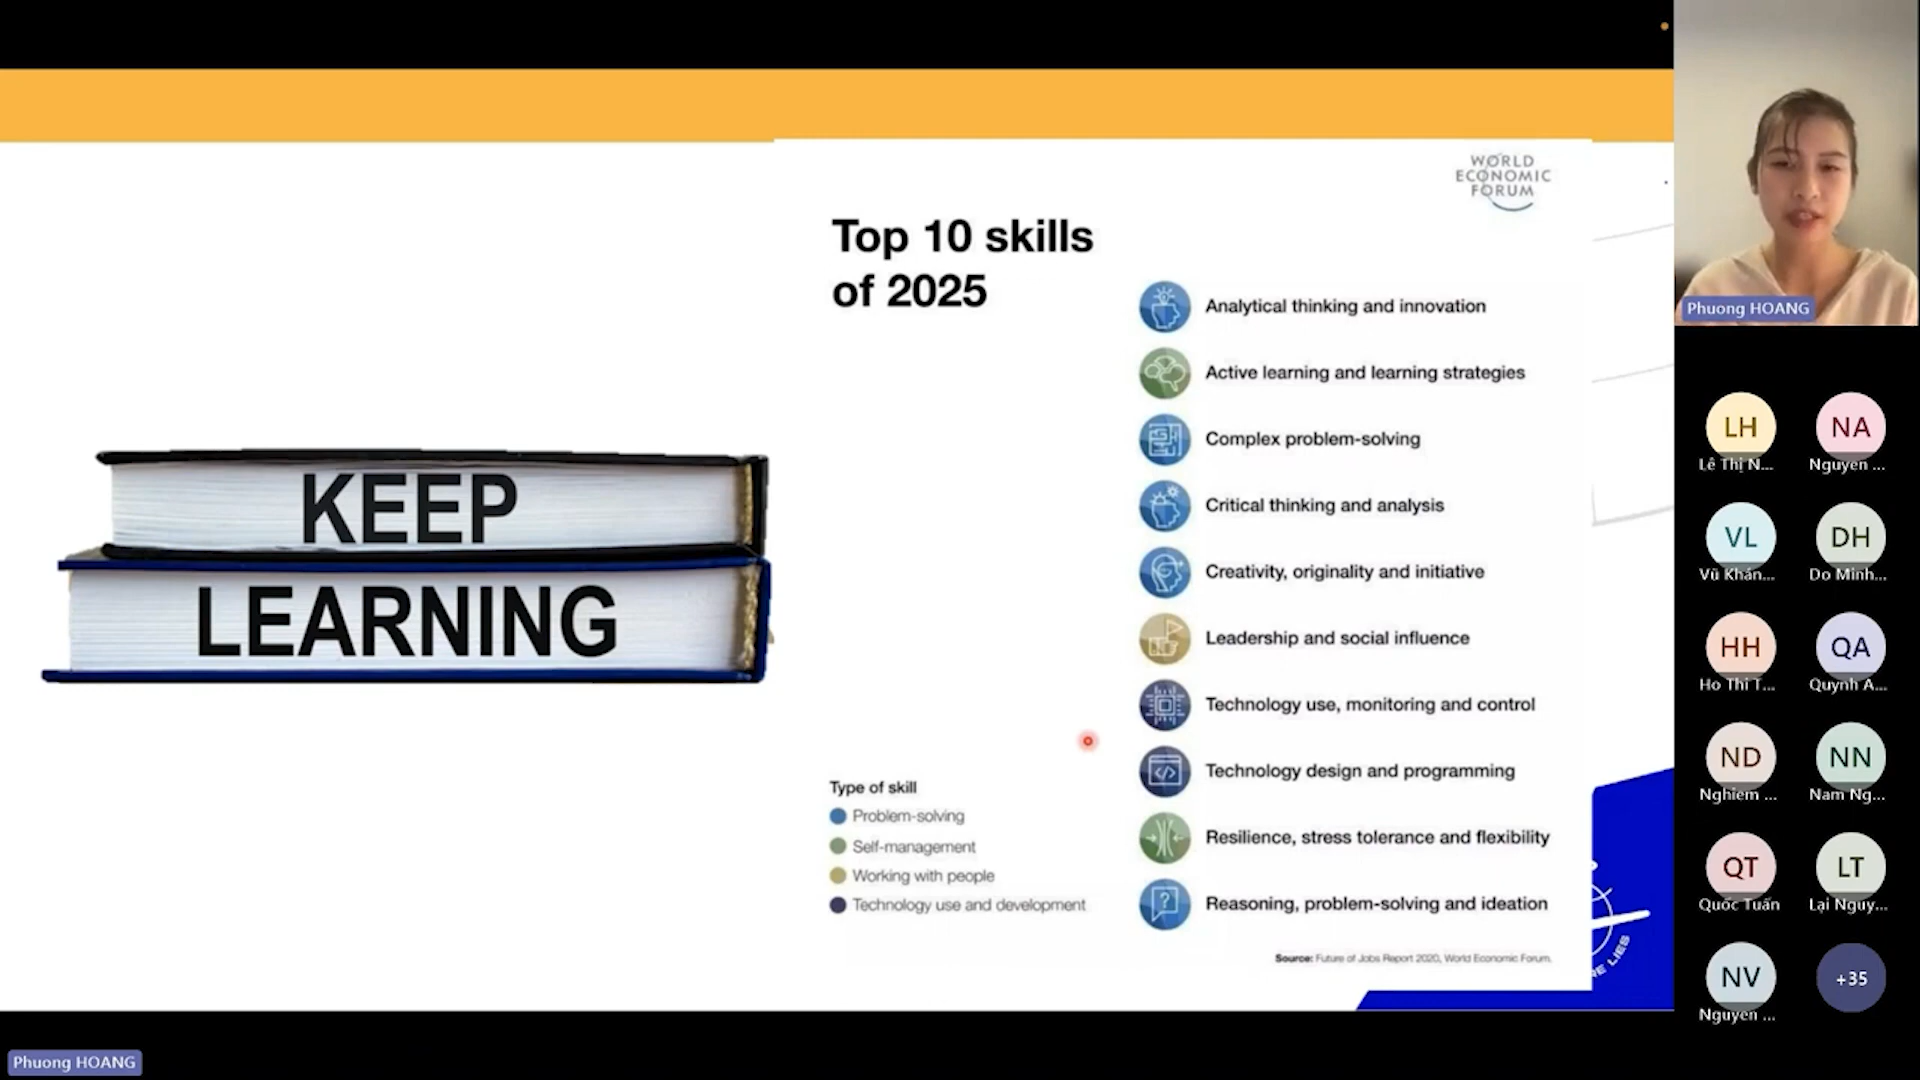 WORLD
ECONOMIC
FORUM
Top 10 skills
of 2025
KEEP
LEARNING
Analytical thinking and innovation
Active learning and learning strategies
Complex problem-solving
Critical thinking and analysis
Creativity, originality and initiative
Leadership and social influence
Technology use, monitoring and control
Technology design and programming
Resilience, stress tolerance and flexibility
Reasoning, problem-solving and ideation
Type of skill
Problem-solving
Self-management
Working with people
Technology use and development
Source: Future of Jobs Report 2020, World Economic Forum.
LIES
Phuong HOANG
LH NA
Lê Thị N... Nguyen ...
VL DH
Vũ Khán... Do Minh...
HH QA
Ho Thi T... Quynh A...
ND NN
Nghiem ... Nam Ng...
QT LT
Quốc Tuấn Lại Nguy...
NV +35
Nguyen ...
Phuong HOANG